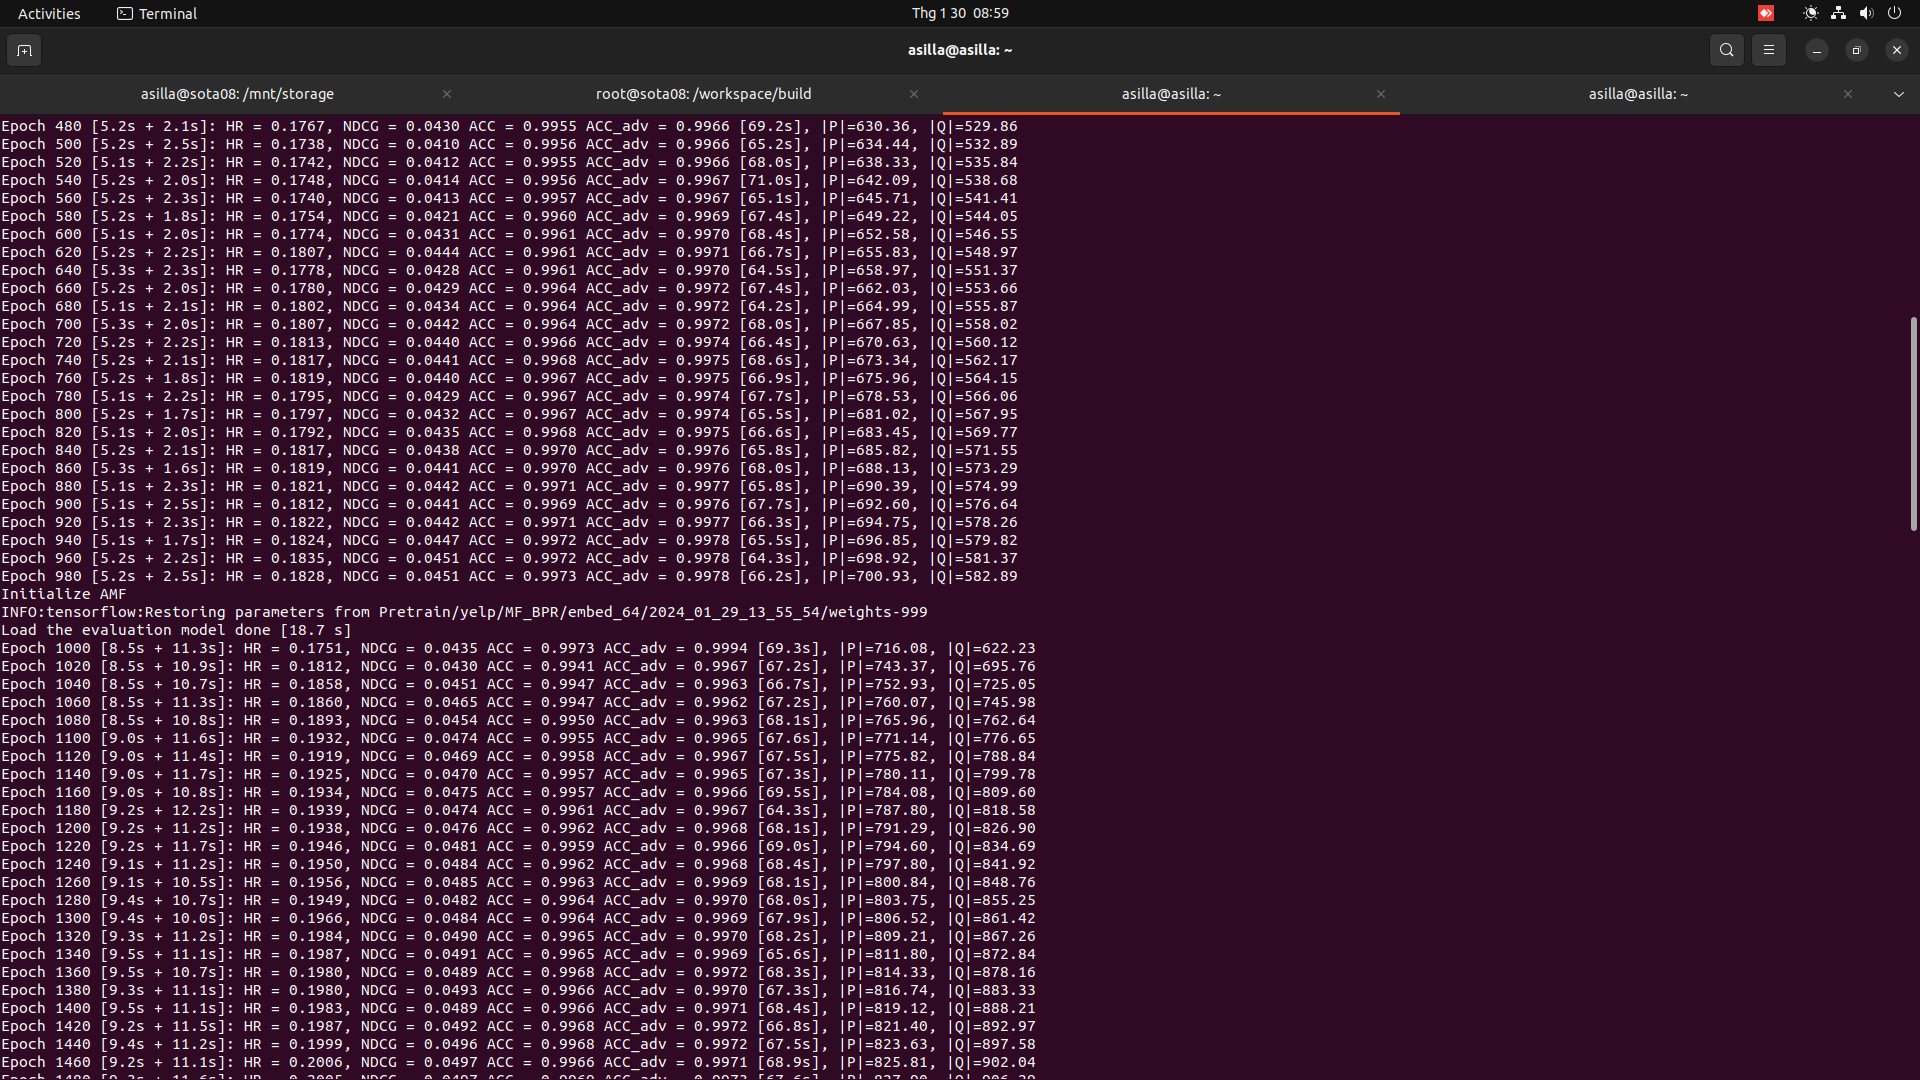 Activities
Terminal
Thg 1 30 08:59
asilla@asilla: ~
asilla@sota08: /mnt/storage
root@sota08: /workspace/build
asilla@asilla: ~
asilla@asilla: ~
Epoch 480 [5.2s + 2.1s]: HR = 0.1767, NDCG = 0.0430 ACC = 0.9955 ACC_adv = 0.9966 [69.2s], |P|=630.36, |Q|=529.86
Epoch 500 [5.2s + 2.5s]: HR = 0.1738, NDCG = 0.0410 ACC = 0.9956 ACC_adv = 0.9966 [65.2s], |P|=634.44, |Q|=532.89
Epoch 520 [5.1s + 2.2s]: HR = 0.1742, NDCG = 0.0412 ACC = 0.9955 ACC_adv = 0.9966 [68.0s], |P|=638.33, |Q|=535.84
Epoch 540 [5.2s + 2.0s]: HR = 0.1748, NDCG = 0.0414 ACC = 0.9956 ACC_adv = 0.9967 [71.0s], |P|=642.09, |Q|=538.68
Epoch 560 [5.2s + 2.3s]: HR = 0.1740, NDCG = 0.0413 ACC = 0.9957 ACC_adv = 0.9967 [65.1s], |P|=645.71, |Q|=541.41
Epoch 580 [5.2s + 1.8s]: HR = 0.1754, NDCG = 0.0421 ACC = 0.9960 ACC_adv = 0.9969 [67.4s], |P|=649.22, |Q|=544.05
Epoch 600 [5.1s + 2.0s]: HR = 0.1774, NDCG = 0.0431 ACC = 0.9961 ACC_adv = 0.9970 [68.4s], |P|=652.58, |Q|=546.55
Epoch 620 [5.2s + 2.2s]: HR = 0.1807, NDCG = 0.0444 ACC = 0.9961 ACC_adv = 0.9971 [66.7s], |P|=655.83, |Q|=548.97
Epoch 640 [5.3s + 2.3s]: HR = 0.1778, NDCG = 0.0428 ACC = 0.9961 ACC_adv = 0.9970 [64.5s], |P|=658.97, |Q|=551.37
Epoch 660 [5.2s + 2.0s]: HR = 0.1780, NDCG = 0.0429 ACC = 0.9964 ACC_adv = 0.9972 [67.4s], |P|=662.03, |Q|=553.66
Epoch 680 [5.1s + 2.1s]: HR = 0.1802, NDCG = 0.0434 ACC = 0.9964 ACC_adv = 0.9972 [64.2s], |P|=664.99, |Q|=555.87
Epoch 700 [5.3s + 2.0s]: HR = 0.1807, NDCG = 0.0442 ACC = 0.9964 ACC_adv = 0.9972 [68.0s], |P|=667.85, |Q|=558.02
Epoch 720 [5.2s + 2.2s]: HR = 0.1813, NDCG = 0.0440 ACC = 0.9966 ACC_adv = 0.9974 [66.4s], |P|=670.63, |Q|=560.12
Epoch 740 [5.2s + 2.1s]: HR = 0.1817, NDCG = 0.0441 ACC = 0.9968 ACC_adv = 0.9975 [68.6s], |P|=673.34, |Q|=562.17
Epoch 760 [5.2s + 1.8s]: HR = 0.1819, NDCG = 0.0440 ACC = 0.9967 ACC_adv = 0.9975 [66.9s], |P|=675.96, |Q|=564.15
Epoch 780 [5.1s + 2.2s]: HR = 0.1795, NDCG = 0.0429 ACC = 0.9967 ACC_adv = 0.9974 [67.7s], |P|=678.53, |Q|=566.06
Epoch 800 [5.2s + 1.7s]: HR = 0.1797, NDCG = 0.0432 ACC = 0.9967 ACC_adv = 0.9974 [65.5s], |P|=681.02, |Q|=567.95
Epoch 820 [5.1s + 2.0s]: HR = 0.1792, NDCG = 0.0435 ACC = 0.9968 ACC_adv = 0.9975 [66.6s], |P|=683.45, |Q|=569.77
Epoch 840 [5.2s + 2.1s]: HR = 0.1817, NDCG = 0.0438 ACC = 0.9970 ACC_adv = 0.9976 [65.8s], |P|=685.82, |Q|=571.55
Epoch 860 [5.3s + 1.6s]: HR = 0.1819, NDCG = 0.0441 ACC = 0.9970 ACC_adv = 0.9976 [68.0s], |P|=688.13, |Q|=573.29
Epoch 880 [5.1s + 2.3s]: HR = 0.1821, NDCG = 0.0442 ACC = 0.9971 ACC_adv = 0.9977 [65.8s], |P|=690.39, |Q|=574.99
Epoch 900 [5.1s + 2.5s]: HR = 0.1812, NDCG = 0.0441 ACC = 0.9969 ACC_adv = 0.9976 [67.7s], |P|=692.60, |Q|=576.64
Epoch 920 [5.1s + 2.3s]: HR = 0.1822, NDCG = 0.0442 ACC = 0.9971 ACC_adv = 0.9977 [66.3s], |P|=694.75, |Q|=578.26
Epoch 940 [5.1s + 1.7s]: HR = 0.1824, NDCG = 0.0447 ACC = 0.9972 ACC_adv = 0.9978 [65.5s], |P|=696.85, |Q|=579.82
Epoch 960 [5.2s + 2.2s]: HR = 0.1835, NDCG = 0.0451 ACC = 0.9972 ACC_adv = 0.9978 [64.3s], |P|=698.92, |Q|=581.37
Epoch 980 [5.2s + 2.5s]: HR = 0.1828, NDCG = 0.0451 ACC = 0.9973 ACC_adv = 0.9978 [66.2s], |P|=700.93, |Q|=582.89
Initialize AMF
INFO:tensorflow:Restoring parameters from Pretrain/yelp/MF_BPR/embed_64/2024_01_29_13_55_54/weights-999
Load the evaluation model done [18.7 s]
Epoch 1000 [8.5s + 11.3s]: HR = 0.1751, NDCG = 0.0435 ACC = 0.9973 ACC_adv = 0.9994 [69.3s], |P|=716.08, |Q|=622.23
Epoch 1020 [8.5s + 10.9s]: HR = 0.1812, NDCG = 0.0430 ACC = 0.9941 ACC_adv = 0.9967 [67.2s], |P|=743.37, |Q|=695.76
Epoch 1040 [8.5s + 10.7s]: HR = 0.1858, NDCG = 0.0451 ACC = 0.9947 ACC_adv = 0.9963 [66.7s], |P|=752.93, |Q|=725.05
Epoch 1060 [8.5s + 11.3s]: HR = 0.1860, NDCG = 0.0465 ACC = 0.9947 ACC_adv = 0.9962 [67.2s], |P|=760.07, |Q|=745.98
Epoch 1080 [8.5s + 10.8s]: HR = 0.1893, NDCG = 0.0454 ACC = 0.9950 ACC_adv = 0.9963 [68.1s], |P|=765.96, |Q|=762.64
Epoch 1100 [9.0s + 11.6s]: HR = 0.1932, NDCG = 0.0474 ACC = 0.9955 ACC_adv = 0.9965 [67.6s], |P|=771.14, |Q|=776.65
Epoch 1120 [9.0s + 11.4s]: HR = 0.1919, NDCG = 0.0469 ACC = 0.9958 ACC_adv = 0.9967 [67.5s], |P|=775.82, |Q|=788.84
Epoch 1140 [9.0s + 11.7s]: HR = 0.1925, NDCG = 0.0470 ACC = 0.9957 ACC_adv = 0.9965 [67.3s], |P|=780.11, |Q|=799.78
Epoch 1160 [9.0s + 10.8s]: HR = 0.1934, NDCG = 0.0475 ACC = 0.9957 ACC_adv = 0.9966 [69.5s], |P|=784.08, |Q|=809.60
Epoch 1180 [9.2s + 12.2s]: HR = 0.1939, NDCG = 0.0474 ACC = 0.9961 ACC_adv = 0.9967 [64.3s], |P|=787.80, |Q|=818.58
Epoch 1200 [9.2s + 11.2s]: HR = 0.1938, NDCG = 0.0476 ACC = 0.9962 ACC_adv = 0.9968 [68.1s], |P|=791.29, |Q|=826.90
Epoch 1220 [9.2s + 11.7s]: HR = 0.1946, NDCG = 0.0481 ACC = 0.9959 ACC_adv = 0.9966 [69.0s], |P|=794.60, |Q|=834.69
Epoch 1240 [9.1s + 11.2s]: HR = 0.1950, NDCG = 0.0484 ACC = 0.9962 ACC_adv = 0.9968 [68.4s], |P|=797.80, |Q|=841.92
Epoch 1260 [9.1s + 10.5s]: HR = 0.1956, NDCG = 0.0485 ACC = 0.9963 ACC_adv = 0.9969 [68.1s], |P|=800.84, |Q|=848.76
Epoch 1280 [9.4s + 10.7s]: HR = 0.1949, NDCG = 0.0482 ACC = 0.9964 ACC_adv = 0.9970 [68.0s], |P|=803.75, |Q|=855.25
Epoch 1300 [9.4s + 10.0s]: HR = 0.1966, NDCG = 0.0484 ACC = 0.9964 ACC_adv = 0.9969 [67.9s], |P|=806.52, |Q|=861.42
Epoch 1320 [9.3s + 11.2s]: HR = 0.1984, NDCG = 0.0490 ACC = 0.9965 ACC_adv = 0.9970 [68.2s], |P|=809.21, |Q|=867.26
Epoch 1340 [9.5s + 11.1s]: HR = 0.1987, NDCG = 0.0491 ACC = 0.9965 ACC_adv = 0.9969 [65.6s], |P|=811.80, |Q|=872.84
Epoch 1360 [9.5s + 10.7s]: HR = 0.1980, NDCG = 0.0489 ACC = 0.9968 ACC_adv = 0.9972 [68.3s], |P|=814.33, |Q|=878.16
Epoch 1380 [9.3s + 11.1s]: HR = 0.1980, NDCG = 0.0493 ACC = 0.9966 ACC_adv = 0.9970 [67.3s], |P|=816.74, |Q|=883.33
Epoch 1400 [9.5s + 11.1s]: HR = 0.1983, NDCG = 0.0489 ACC = 0.9966 ACC_adv = 0.9971 [68.4s], |P|=819.12, |Q|=888.21
Epoch 1420 [9.2s + 11.5s]: HR = 0.1987, NDCG = 0.0492 ACC = 0.9968 ACC_adv = 0.9972 [66.8s], |P|=821.40, |Q|=892.97
Epoch 1440 [9.4s + 11.2s]: HR = 0.1999, NDCG = 0.0496 ACC = 0.9968 ACC_adv = 0.9972 [67.5s], |P|=823.63, |Q|=897.58
Epoch 1460 [9.2s + 11.1s]: HR = 0.2006, NDCG = 0.0497 ACC = 0.9966 ACC_adv = 0.9971 [68.9s], |P|=825.81, |Q|=902.04